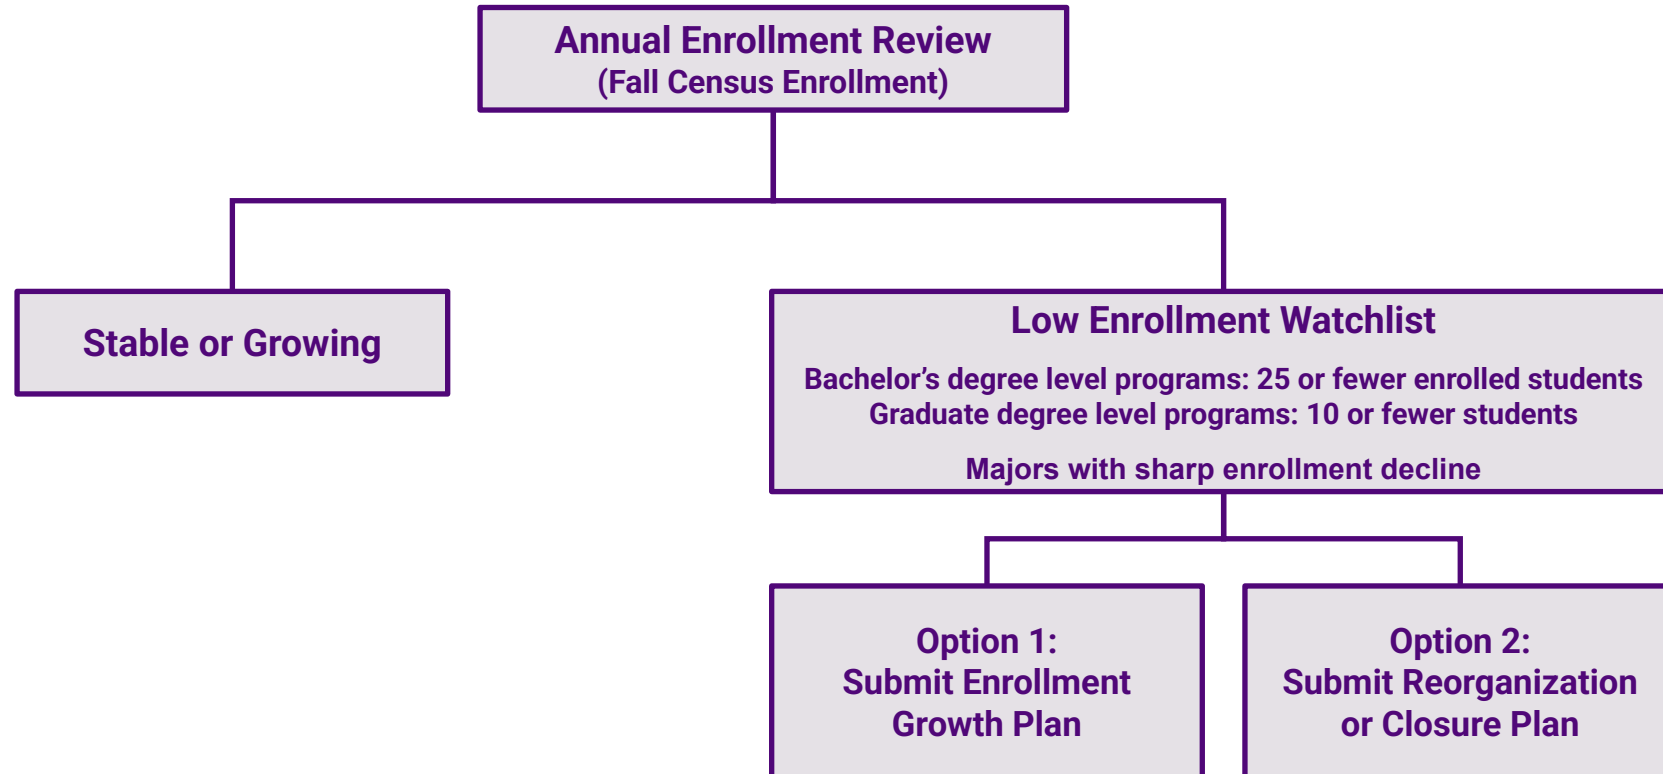 Annual Enrollment Review
(Fall Census Enrollment)
Stable or Growing
Low Enrollment Watchlist
Bachelor’s degree level programs: 25 or fewer enrolled students
Graduate degree level programs: 10 or fewer students
Majors with sharp enrollment decline
Option 1:
Submit Enrollment
Growth Plan
Option 2:
Submit Reorganization
or Closure Plan